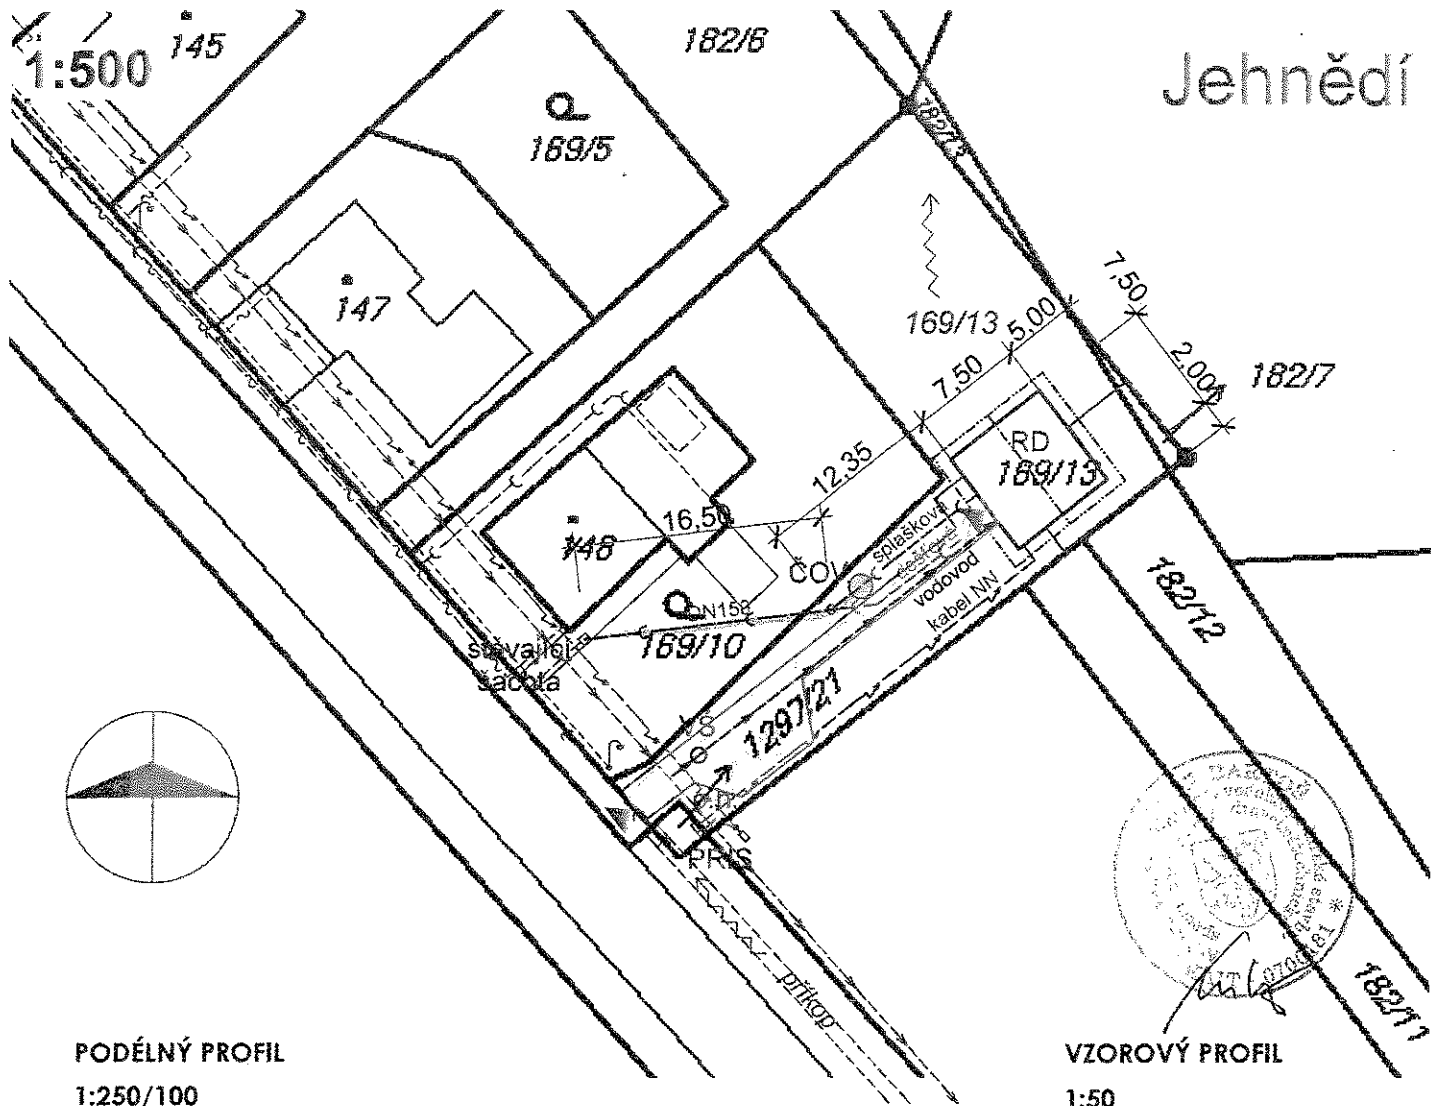 145
1:500
182/6
Jehnědí
182/13
169/5
147
169/13
7,50
5,00
7,50
2,00
182/7
RD
169/13
12,35
16,50
148
ČOV
splašková
dešťová
vodovod
kabel NN
182/12
169/10
stávající
šachta
VŠ
1297/21
PRIS
příkop
182/11
PODÉLNÝ PROFIL
1:250/100
VZOROVÝ PROFIL
1:50